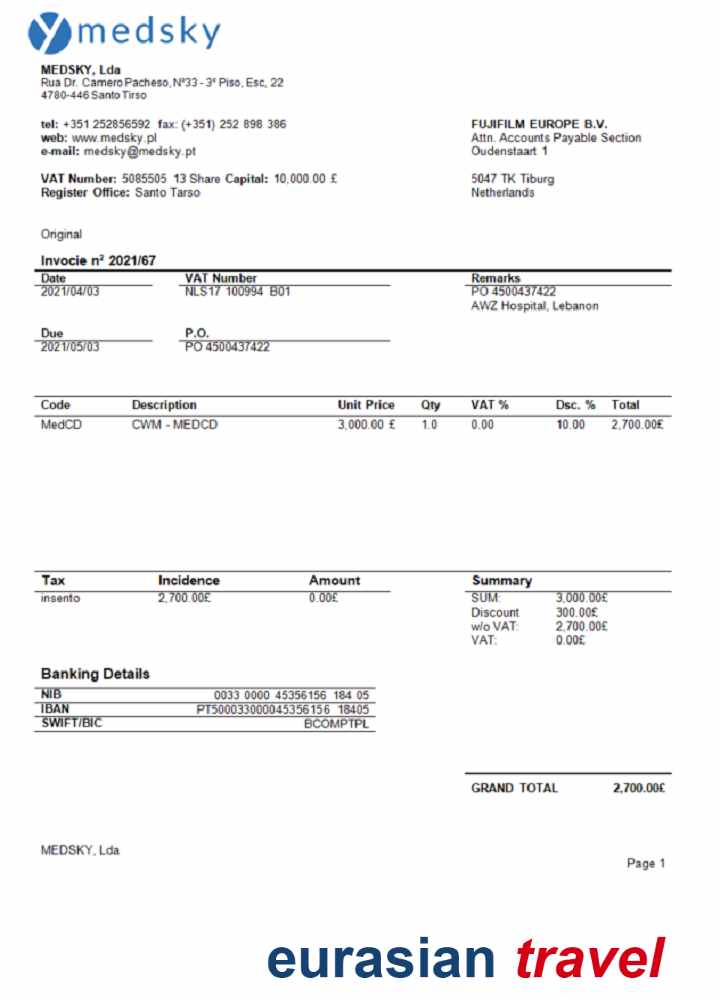 medsky
MEDSKY, Lda
Rua Dr. Camero Pacheso, Nº33 - 3º Piso, Esc, 22
4780-446 Santo Tirso
tel: +351 252856592 fax: (+351) 252 898 386
web: www.medsky.pl
e-mail: medsky@medsky.pt
VAT Number: 5085505 13 Share Capital: 10,000.00 £
Register Office: Santo Tarso
FUJIFILM EUROPE B.V.
Attn. Accounts Payable Section
Oudenstaart 1
5047 TK Tiburg
Netherlands
Original
Invocie nº 2021/67
Date VAT Number Remarks
2021/04/03 NLS17 100994 B01 PO 4500437422
AWZ Hospital, Lebanon
Due P.O.
2021/05/03 PO 4500437422
Code Description Unit Price Qty VAT % Dsc. % Total
MedCD CWM - MEDCD 3,000.00 £ 1.0 0.00 10.00 2,700.00£
Tax Incidence Amount
insento 2,700.00£ 0.00£
Summary
SUM: 3,000.00£
Discount 300.00£
w/o VAT: 2,700.00£
VAT: 0.00£
Banking Details
NIB 0033 0000 45356156 184 05
IBAN PT500033000045356156 18405
SWIFT/BIC BCOMPTPL
GRAND TOTAL 2,700.00£
MEDSKY, Lda
Page 1
eurasian travel